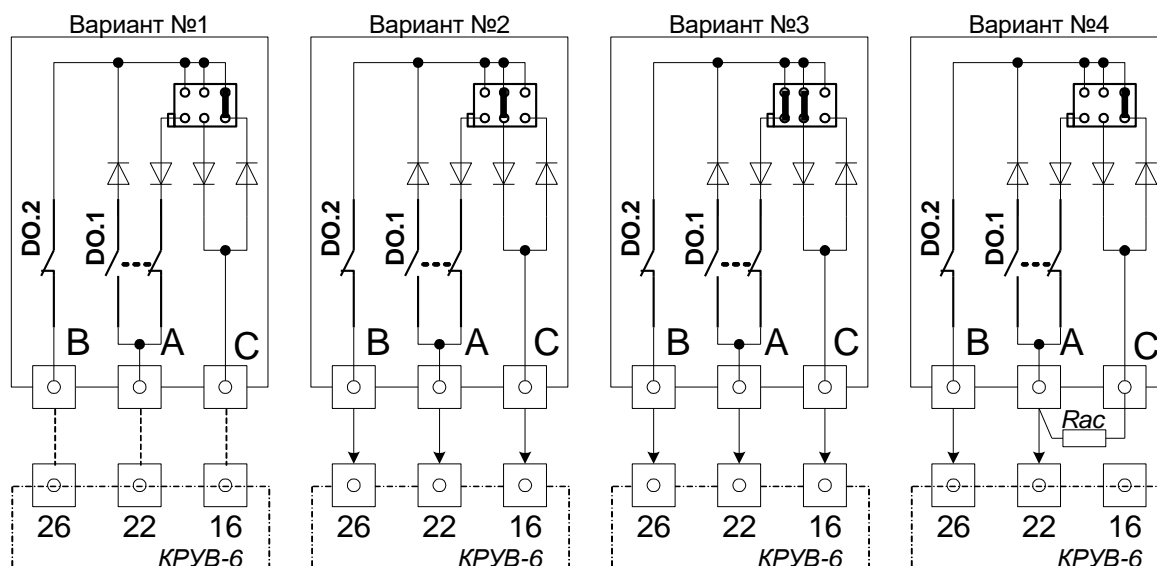 Вариант №1 Вариант №2 Вариант №3 Вариант №4
DO.2 DO.1 DO.2 DO.1 DO.2 DO.1 DO.2 DO.1
B A C B A C B A C B A C
Rac
26 22 16 26 22 16 26 22 16 26 22 16
КРУВ-6 КРУВ-6 КРУВ-6 КРУВ-6